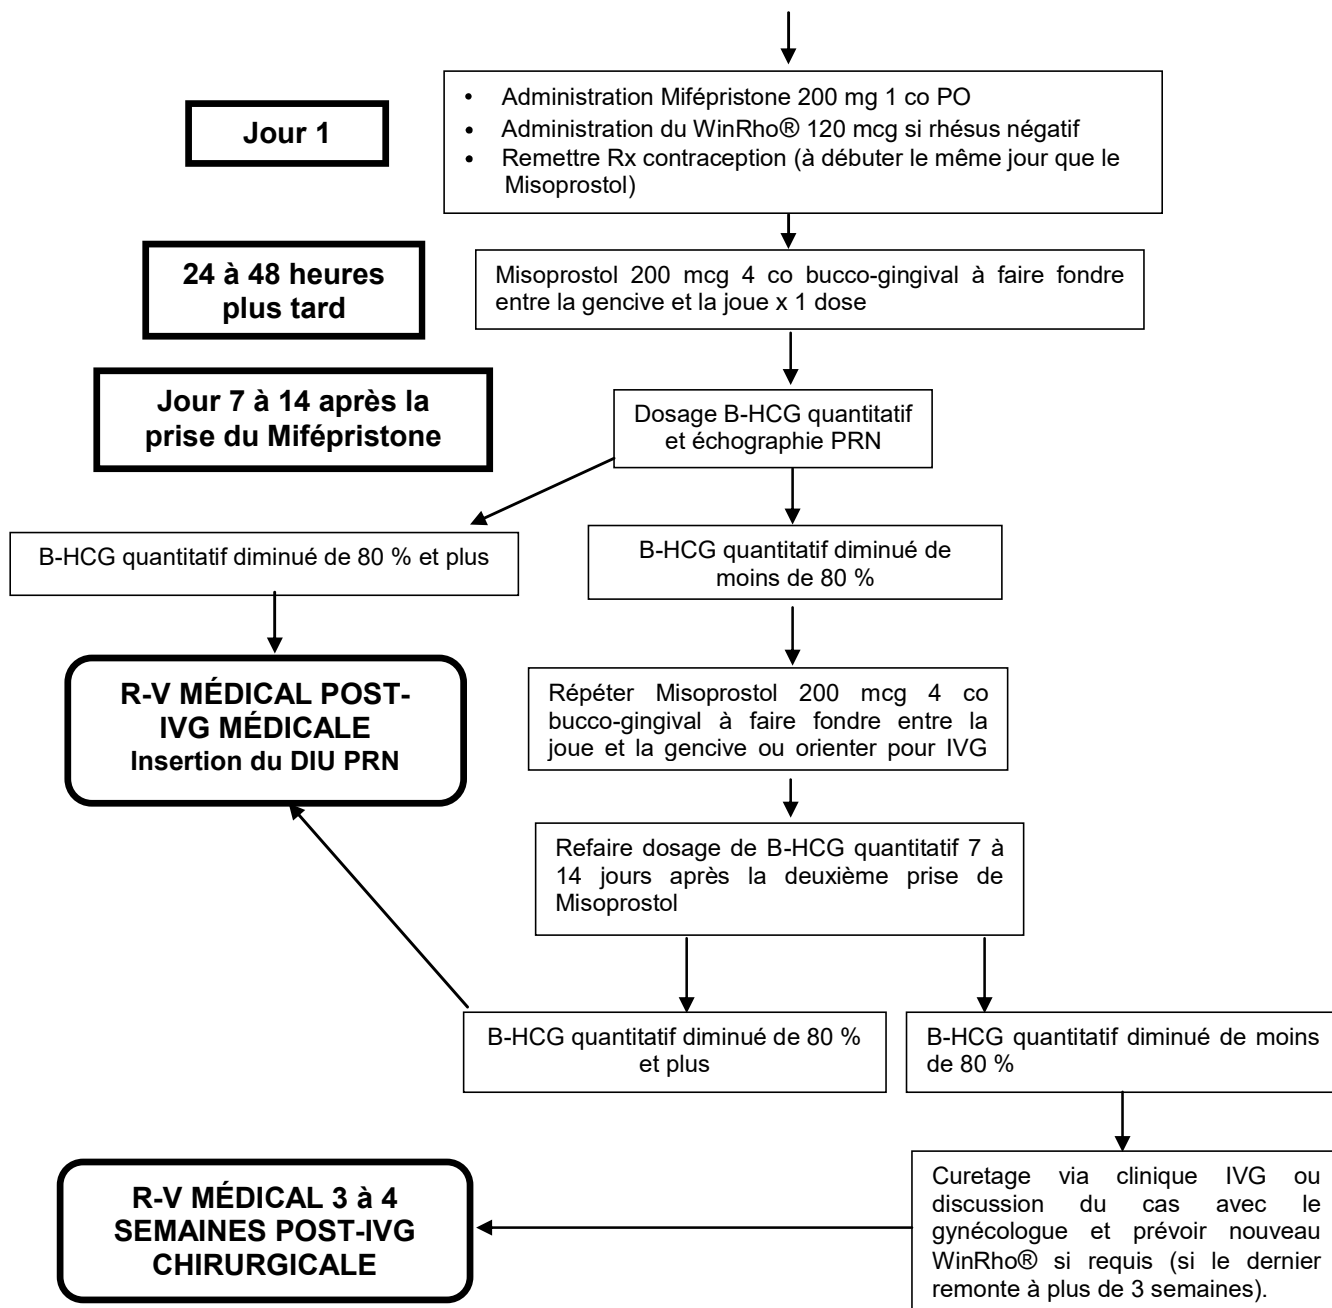 Jour 1
• Administration Mifépristone 200 mg 1 co PO
• Administration du WinRho® 120 mcg si rhésus négatif
• Remettre Rx contraception (à débuter le même jour que le
Misoprostol)
24 à 48 heures
plus tard
Misoprostol 200 mcg 4 co bucco-gingival à faire fondre
entre la gencive et la joue x 1 dose
Jour 7 à 14 après la
prise du Mifépristone
Dosage B-HCG quantitatif
et échographie PRN
B-HCG quantitatif diminué de 80 % et plus
B-HCG quantitatif diminué de
moins de 80 %
R-V MÉDICAL POST-
IVG MÉDICALE
Insertion du DIU PRN
Répéter Misoprostol 200 mcg 4 co
bucco-gingival à faire fondre entre la
joue et la gencive ou orienter pour IVG
Refaire dosage de B-HCG quantitatif 7 à
14 jours après la deuxième prise de
Misoprostol
B-HCG quantitatif diminué de 80 %
et plus
B-HCG quantitatif diminué de moins
de 80 %
R-V MÉDICAL 3 à 4
SEMAINES POST-IVG
CHIRURGICALE
Curetage via clinique IVG ou
discussion du cas avec le
gynécologue et prévoir nouveau
WinRho® si requis (si le dernier
remonte à plus de 3 semaines).